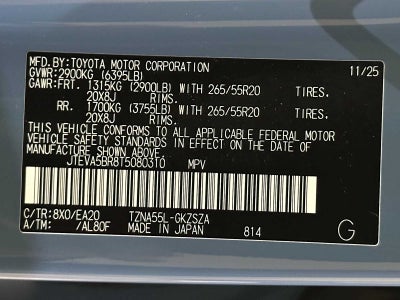 MFD.BY:TOYOTA MOTOR CORPORATION 11/25
GVWR:2900KG (6395LB)
GAWR:FRT. 1315KG (2900LB) WITH 265/55R20 TIRES,
20X8J RIMS.
RR. 1700KG (3755LB) WITH 265/55R20 TIRES,
20X8J RIMS.
THIS VEHICLE CONFORMS TO ALL APPLICABLE FEDERAL MOTOR
VEHICLE SAFETY STANDARDS IN EFFECT ON THE DATE OF
MANUFACTURE SHOWN ABOVE.
JTEVA5BR8T5080310 MPV
C/TR:8X0/EA20 TZNA55L-GKZSZA
A/TM: /AL80F MADE IN JAPAN 814 G